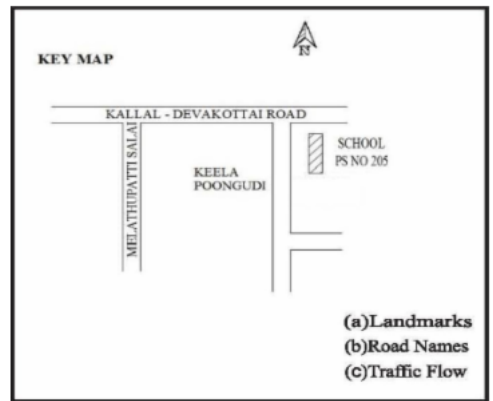 N
KEY MAP
KALLAL - DEVAKOTTAI ROAD
MELATHUPATTI SALAI
KEELA
POONGUDI
SCHOOL
PS NO 205
(a)Landmarks
(b)Road Names
(c)Traffic Flow